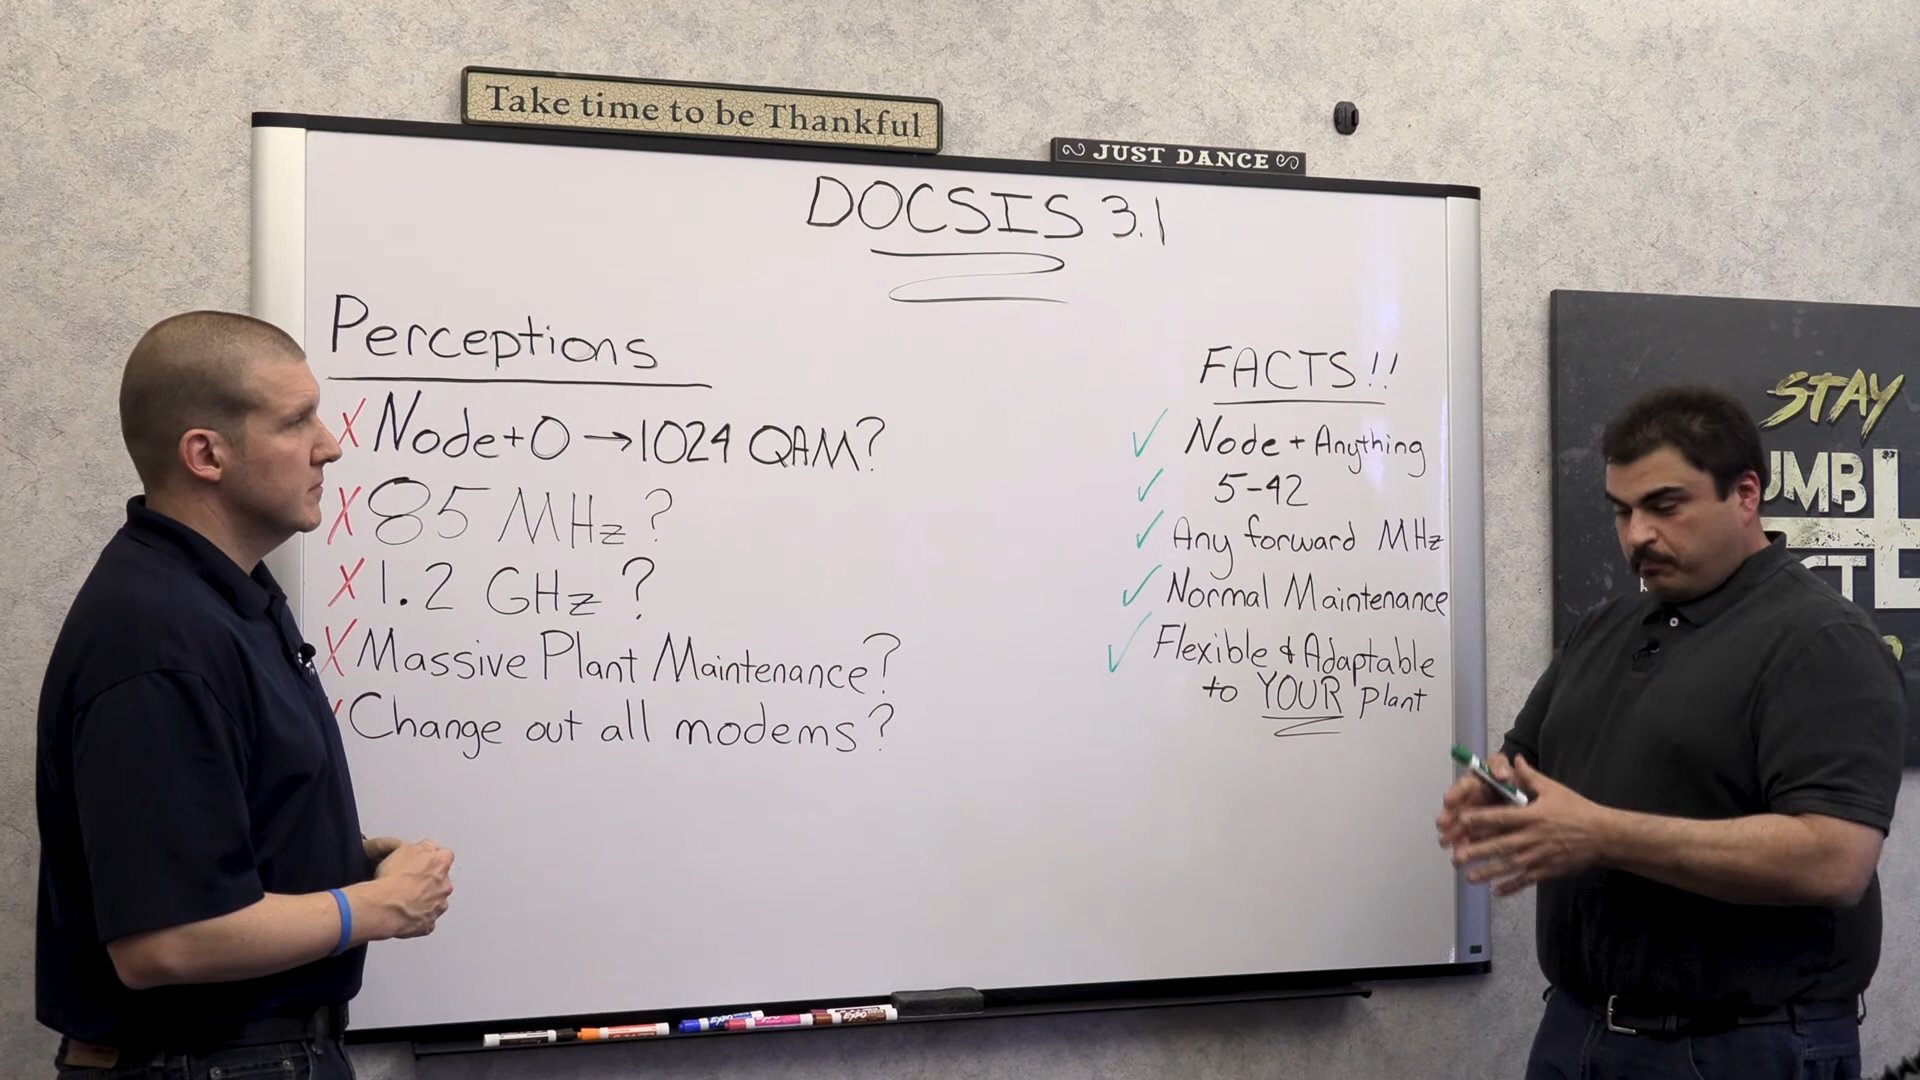 Take time to be Thankful
JUST DANCE
DOCSIS 3.1
Perceptions
X Node+0 → 1024 QAM?
X 85 MHz ?
X 1.2 GHz ?
X Massive Plant Maintenance?
Change out all modems?
FACTS!!
✓ Node + Anything
✓ 5-42
✓ Any forward MHz
✓ Normal Maintenance
✓ Flexible & Adaptable
to YOUR plant
STAY